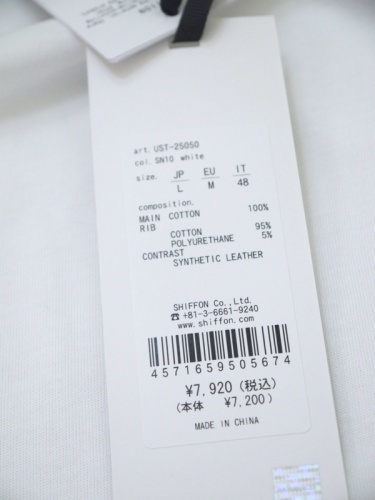 art. UST-25050
col. SN10 white
size. JP EU IT
L M 48
composition.
MAIN COTTON 100%
RIB
COTTON 95%
POLYURETHANE 5%
CONTRAST
SYNTHETIC LEATHER
SHIFFON Co.,Ltd.
☎+81-3-6661-9240
www.shiffon.com
4571659505674
¥7,920(税込)
(本体 ¥7,200)
MADE IN CHINA